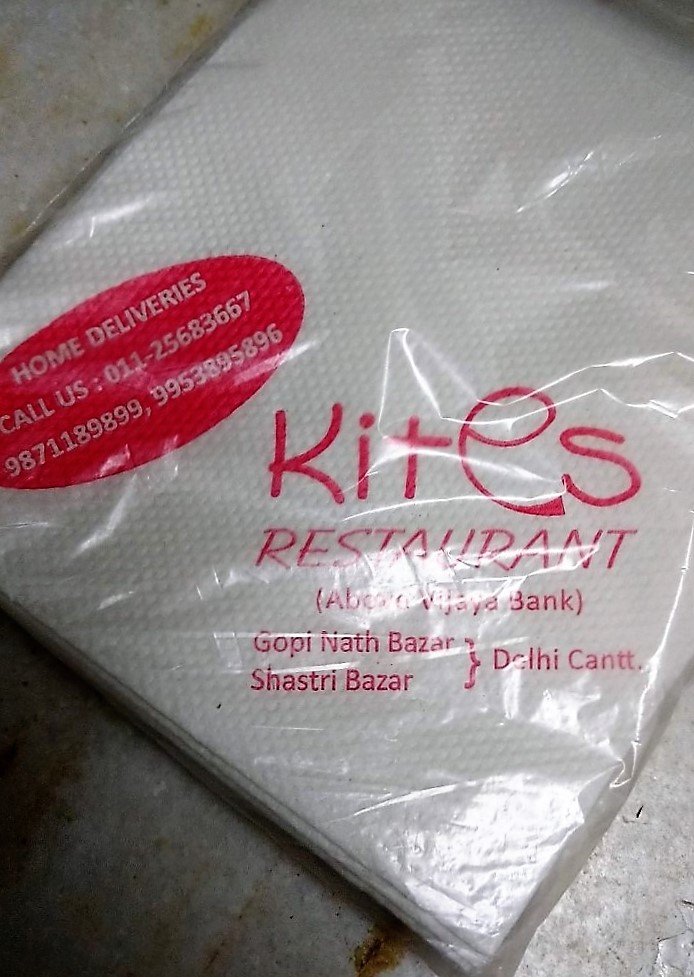 HOME DELIVERIES
CALL US : 011-25683667
9871189899, 9953895896
Kites
RESTAURANT
(Above Vijaya Bank)
Gopi Nath Bazar
Shastri Bazar
} Delhi Cantt.